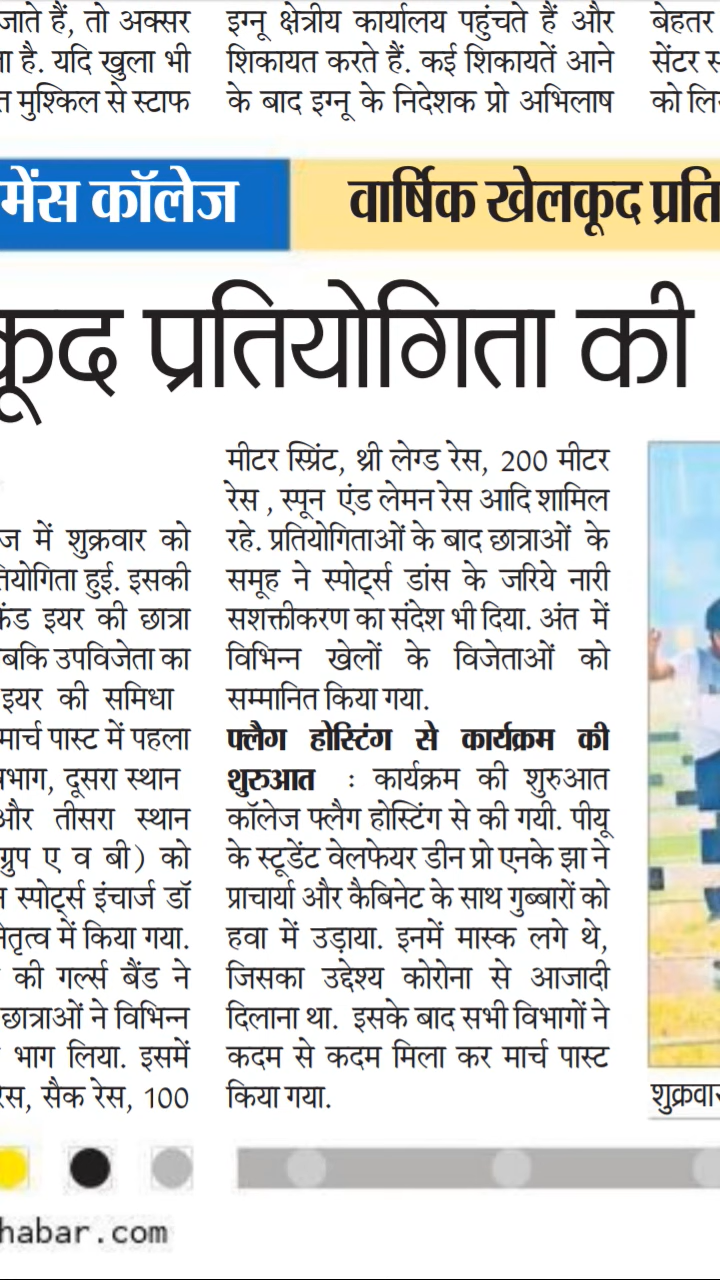 जाते हैं, तो अक्सर
है. यदि खुला भी
मुश्किल से स्टाफ
इग्नू क्षेत्रीय कार्यालय पहुंचते हैं और
शिकायत करते हैं. कई शिकायतें आने
के बाद इग्नू के निदेशक प्रो अभिलाष
बेहतर
सेंटर
को
मेंस कॉलेज
वार्षिक खेलकूद प्रति
कूद प्रतियोगिता की
ज में शुक्रवार को
तियोगिता हुई. इसकी
केंड इयर की छात्रा
बकि उपविजेता का
इयर की समिधा
मार्च पास्ट में पहला
भाग, दूसरा स्थान
और तीसरा स्थान
ग्रुप ए व बी) को
स्पोर्ट्स इंचार्ज डॉ
नेतृत्व में किया गया.
की गर्ल्स बैंड ने
छात्राओं ने विभिन्न
भाग लिया. इसमें
रेस, सैक रेस, 100
मीटर स्प्रिंट, थ्री लेग्ड रेस, 200 मीटर
रेस , स्पून एंड लेमन रेस आदि शामिल
रहे. प्रतियोगिताओं के बाद छात्राओं के
समूह ने स्पोर्ट्स डांस के जरिये नारी
सशक्तीकरण का संदेश भी दिया. अंत में
विभिन्न खेलों के विजेताओं को
सम्मानित किया गया.
फ्लैग होस्टिंग से कार्यक्रम की
शुरुआत : कार्यक्रम की शुरुआत
कॉलेज फ्लैग होस्टिंग से की गयी. पीयू
के स्टूडेंट वेलफेयर डीन प्रो एनके झा ने
प्राचार्या और कैबिनेट के साथ गुब्बारों को
हवा में उड़ाया. इनमें मास्क लगे थे,
जिसका उद्देश्य कोरोना से आजादी
दिलाना था. इसके बाद सभी विभागों ने
कदम से कदम मिला कर मार्च पास्ट
किया गया.
शुक्रवार
habar.com